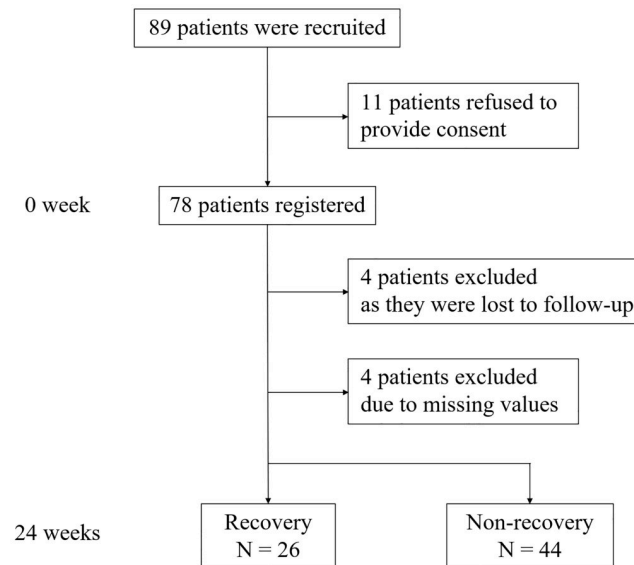 89 patients were recruited
11 patients refused to
provide consent
0 week
78 patients registered
4 patients excluded
as they were lost to follow-up
4 patients excluded
due to missing values
24 weeks
Recovery
N = 26
Non-recovery
N = 44